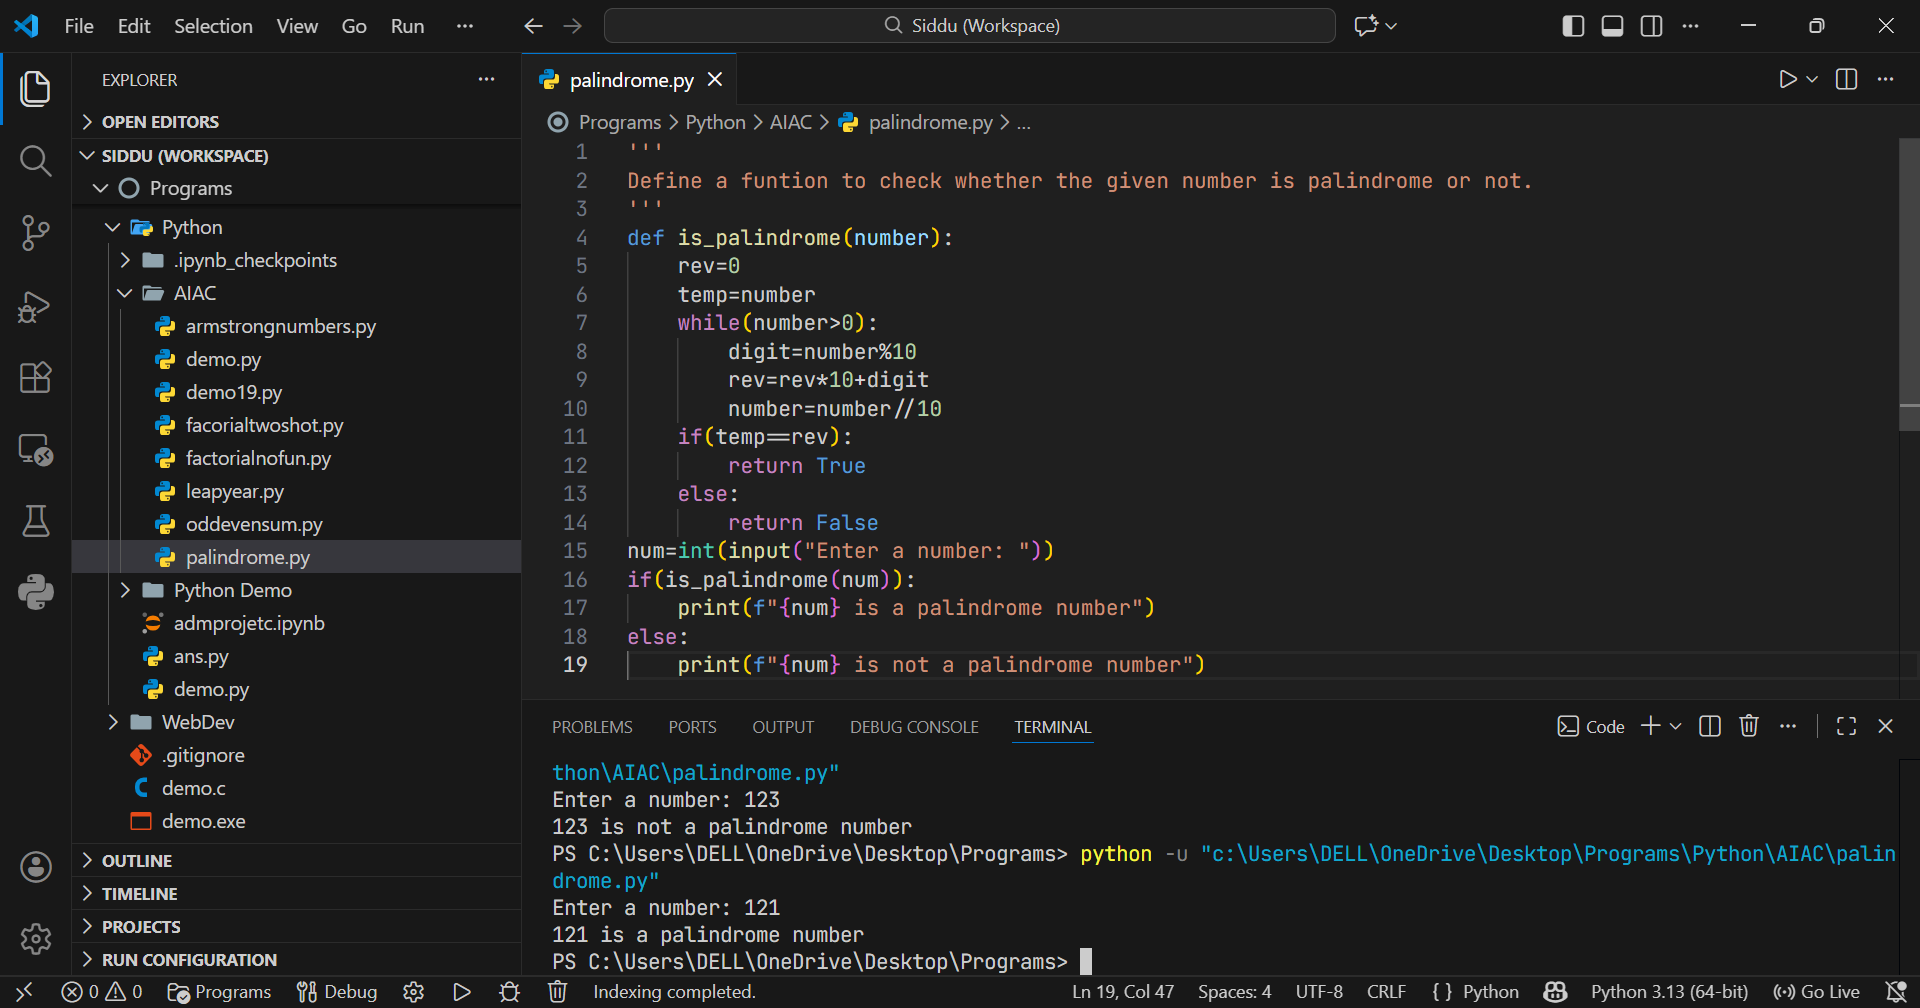 File Edit Selection View Go Run ···
Siddu (Workspace)
EXPLORER
OPEN EDITORS
SIDDU (WORKSPACE)
Programs
Python
.ipynb_checkpoints
AIAC
armstrongnumbers.py
demo.py
demo19.py
facorialtwoshot.py
factorialnofun.py
leapyear.py
oddevensum.py
palindrome.py
Python Demo
admprojetc.ipynb
ans.py
demo.py
WebDev
.gitignore
demo.c
demo.exe
OUTLINE
TIMELINE
PROJECTS
RUN CONFIGURATION
palindrome.py
Programs > Python > AIAC > palindrome.py > ...
1 '''
2 Define a funtion to check whether the given number is palindrome or not.
3 '''
4 def is_palindrome(number):
5     rev=0
6     temp=number
7     while(number>0):
8         digit=number%10
9         rev=rev*10+digit
10         number=number//10
11     if(temp==rev):
12         return True
13     else:
14         return False
15 num=int(input("Enter a number: "))
16 if(is_palindrome(num)):
17     print(f"{num} is a palindrome number")
18 else:
19     print(f"{num} is not a palindrome number")
PROBLEMS PORTS OUTPUT DEBUG CONSOLE TERMINAL
Code
thon\AIAC\palindrome.py"
Enter a number: 123
123 is not a palindrome number
PS C:\Users\DELL\OneDrive\Desktop\Programs> python -u "c:\Users\DELL\OneDrive\Desktop\Programs\Python\AIAC\palin
drome.py"
Enter a number: 121
121 is a palindrome number
PS C:\Users\DELL\OneDrive\Desktop\Programs>
0 0 Programs Debug Indexing completed. Ln 19, Col 47 Spaces: 4 UTF-8 CRLF { } Python Python 3.13 (64-bit) Go Live